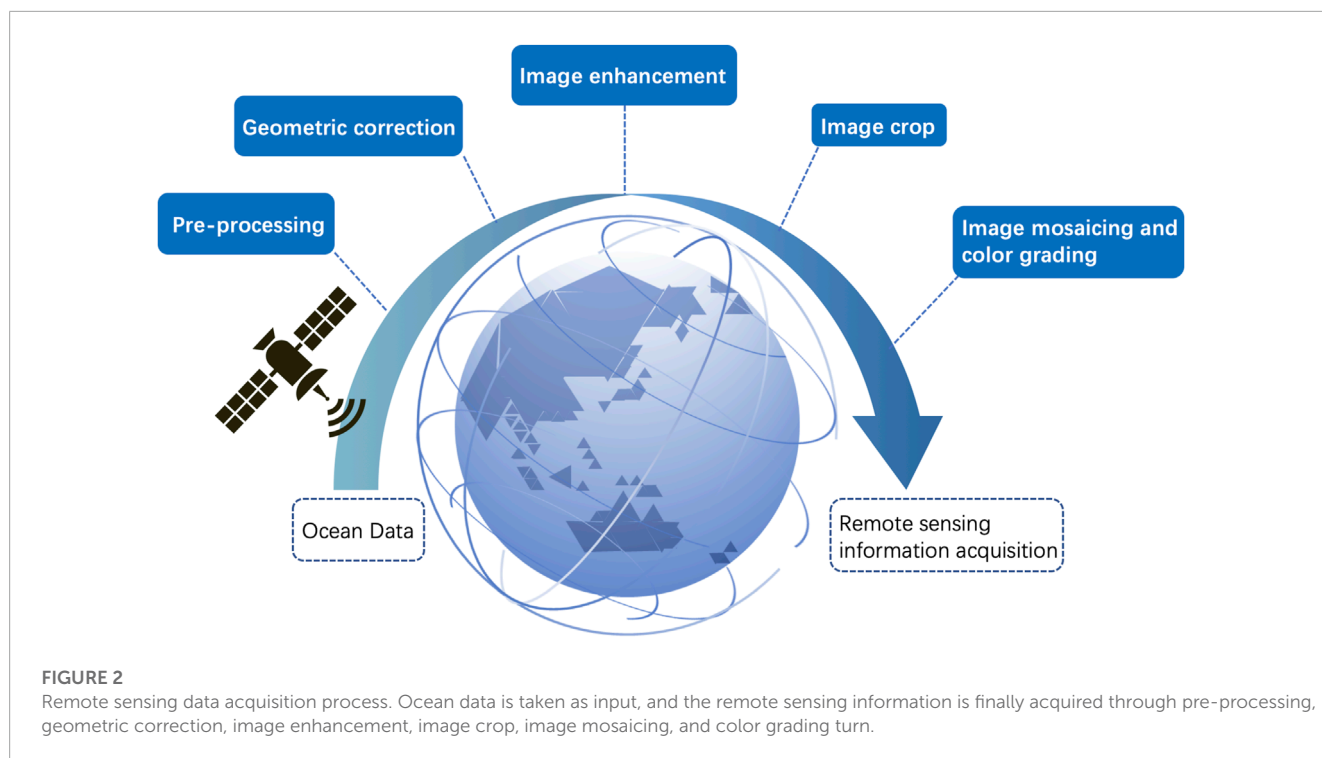 Image enhancement
Geometric correction
Image crop
Pre-processing
Image mosaicing and
color grading
Ocean Data
Remote sensing
information acquisition
FIGURE 2
Remote sensing data acquisition process. Ocean data is taken as input, and the remote sensing information is finally acquired through pre-processing,
geometric correction, image enhancement, image crop, image mosaicing, and color grading turn.